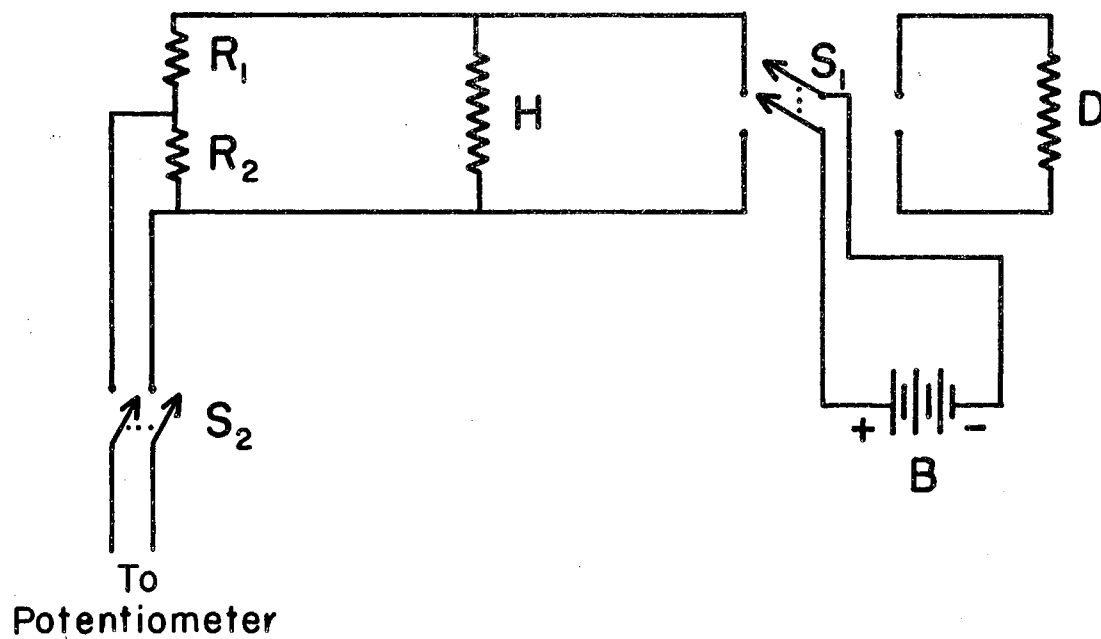 R1
R2
H
S1
D
S2
+
-
B
To
Potentiometer